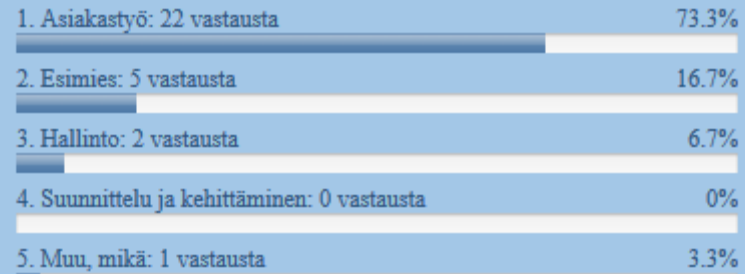 1. Asiakastyö: 22 vastausta 73.3%
2. Esimies: 5 vastausta 16.7%
3. Hallinto: 2 vastausta 6.7%
4. Suunnittelu ja kehittäminen: 0 vastausta 0%
5. Muu, mikä: 1 vastausta 3.3%